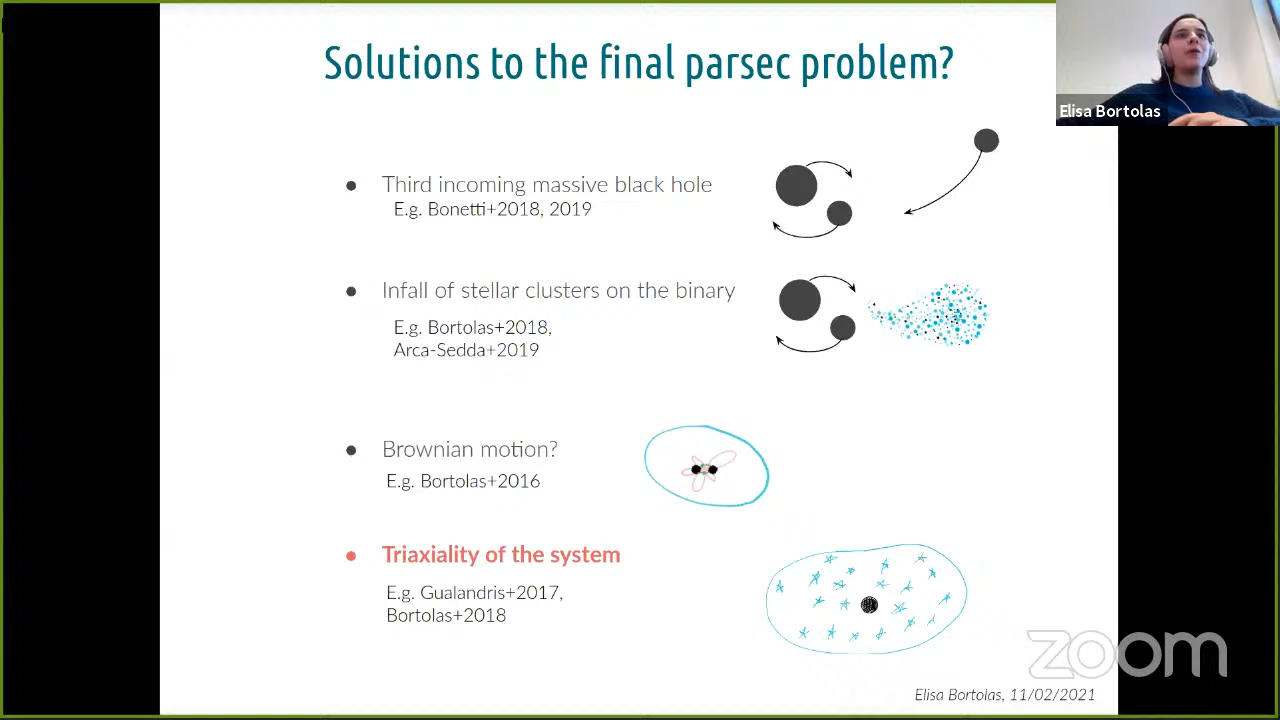 Solutions to the final parsec problem?
Elisa Bortolas
● Third incoming massive black hole
E.g. Bonetti+2018, 2019
● Infall of stellar clusters on the binary
E.g. Bortolas+2018,
Arca-Sedda+2019
● Brownian motion?
E.g. Bortolas+2016
● Triaxiality of the system
E.g. Gualandris+2017,
Bortolas+2018
zoom
Elisa Bortolas, 11/02/2021